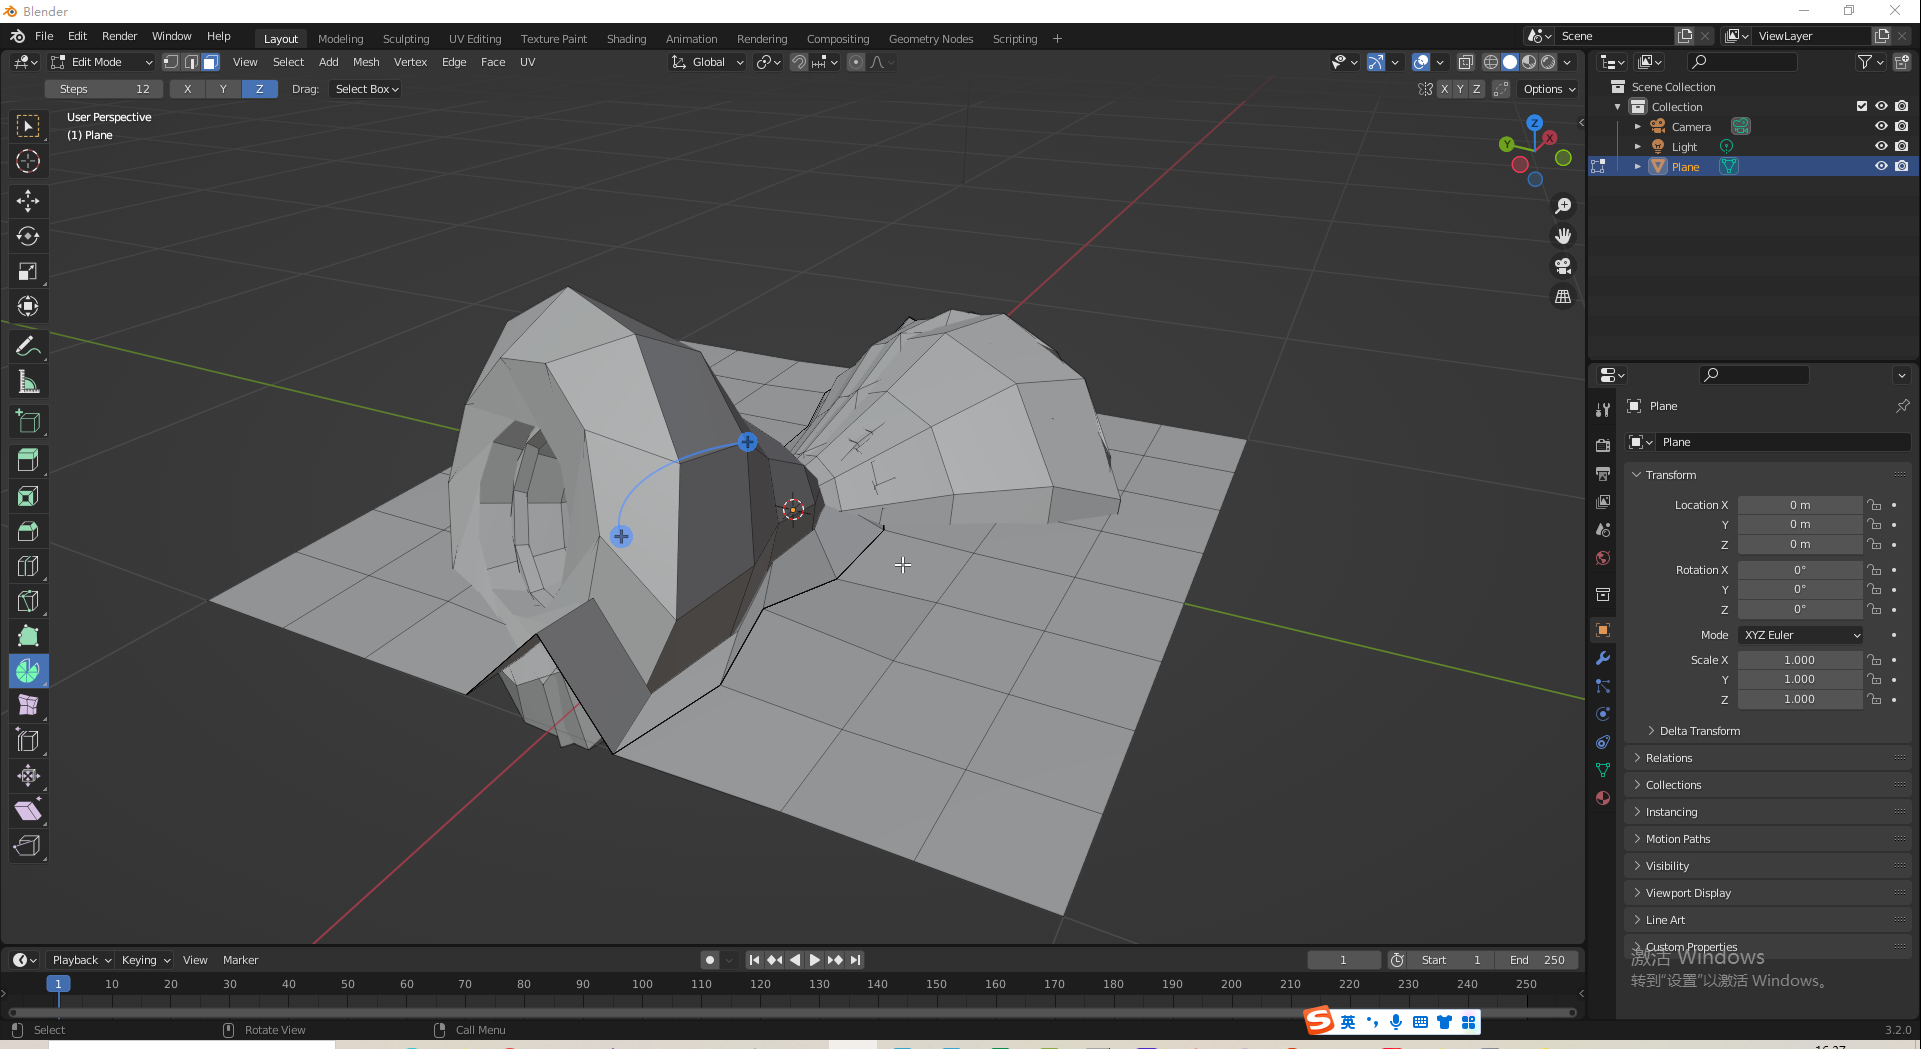 Blender
File Edit Render Window Help
Layout Modeling Sculpting UV Editing Texture Paint Shading Animation Rendering Compositing Geometry Nodes Scripting +
Scene
ViewLayer
Edit Mode
View Select Add Mesh Vertex Edge Face UV
Global
Steps 12 X Y Z Drag: Select Box
X Y Z Options
User Perspective
(1) Plane
Z
X
Y
Scene Collection
Collection
Camera
Light
Plane
Plane
Plane
Transform
Location X 0 m
Y 0 m
Z 0 m
Rotation X 0°
Y 0°
Z 0°
Mode XYZ Euler
Scale X 1.000
Y 1.000
Z 1.000
Delta Transform
Relations
Collections
Instancing
Motion Paths
Visibility
Viewport Display
Line Art
Custom Properties
激活 Windows
转到“设置”以激活 Windows。
Playback Keying View Marker
1 Start 1 End 250
1 10 20 30 40 50 60 70 80 90 100 110 120 130 140 150 160 170 180 190 200 210 220 230 240 250
英
Select Rotate View Call Menu
3.2.0